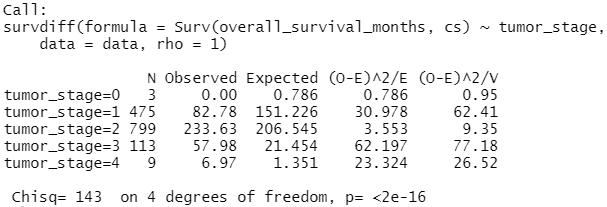 Call:
survdiff(formula = Surv(overall_survival_months, cs) ~ tumor_stage,
    data = data, rho = 1)
                N Observed Expected (O-E)^2/E (O-E)^2/V
tumor_stage=0   3     0.00    0.786     0.786      0.95
tumor_stage=1 475    82.78  151.226    30.978     62.41
tumor_stage=2 799   233.63  206.545     3.553      9.35
tumor_stage=3 113    57.98   21.454    62.197     77.18
tumor_stage=4   9     6.97    1.351    23.324     26.52
 Chisq= 143  on 4 degrees of freedom, p= <2e-16